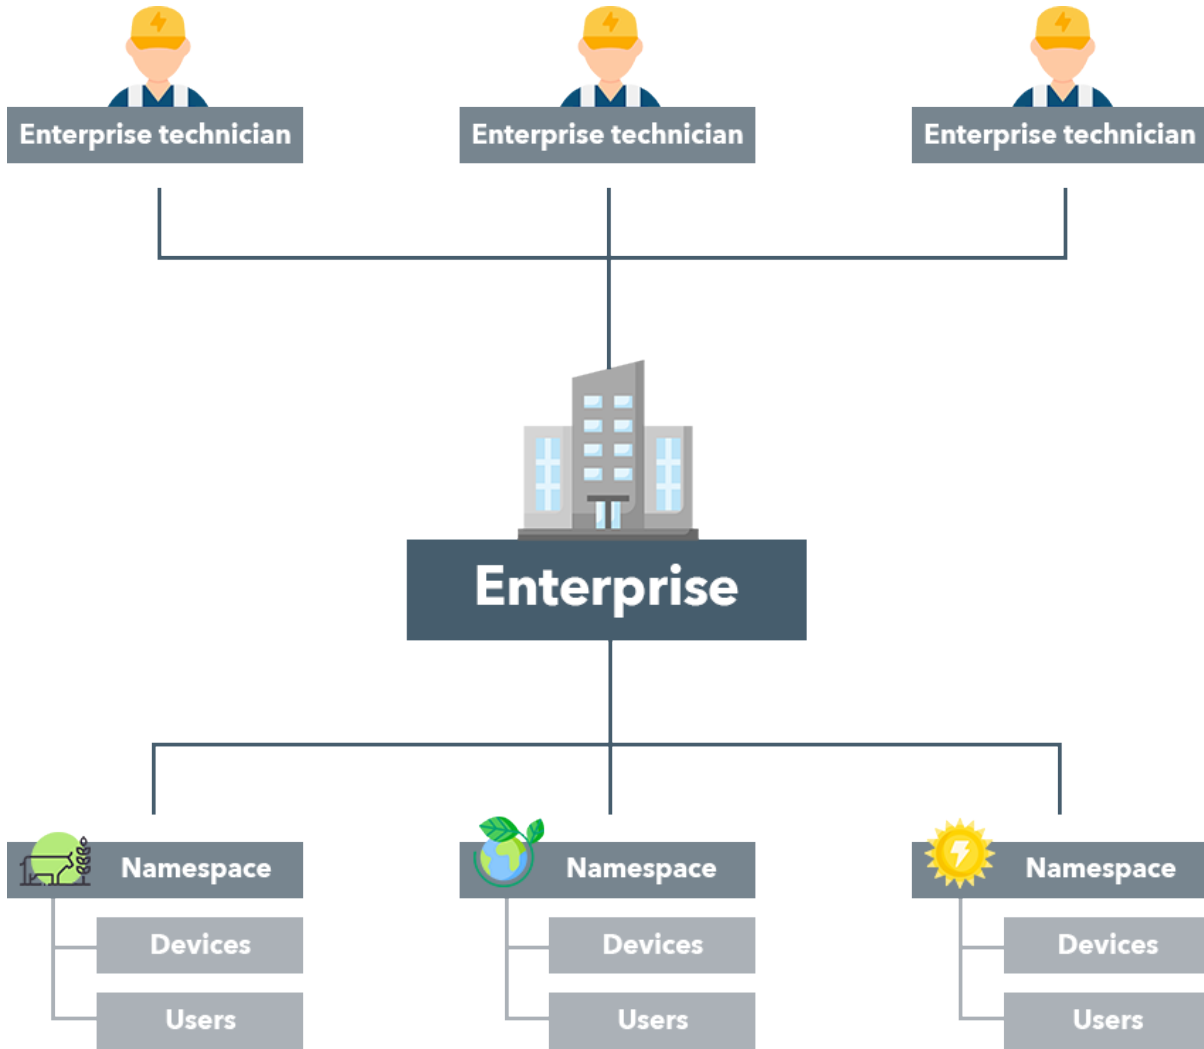 Enterprise technician
Enterprise technician
Enterprise technician
Enterprise
Namespace
Namespace
Namespace
Devices
Devices
Devices
Users
Users
Users